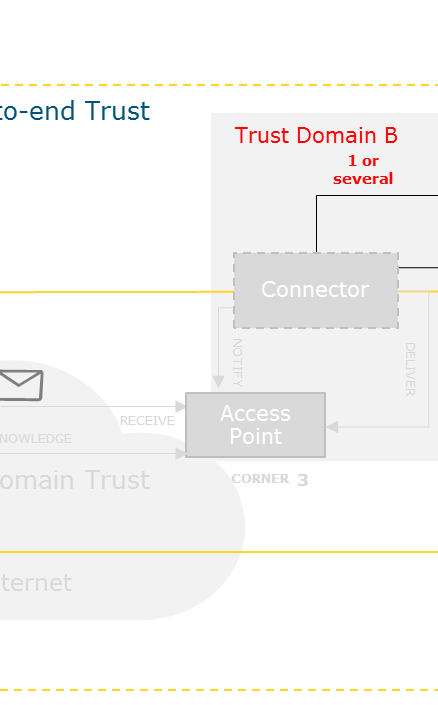 to-end Trust
Trust Domain B
1 or
several
Connector
NOTIFY
DELIVER
Access
Point
RECEIVE
NOWLEDGE
omain Trust
CORNER 3
ternet